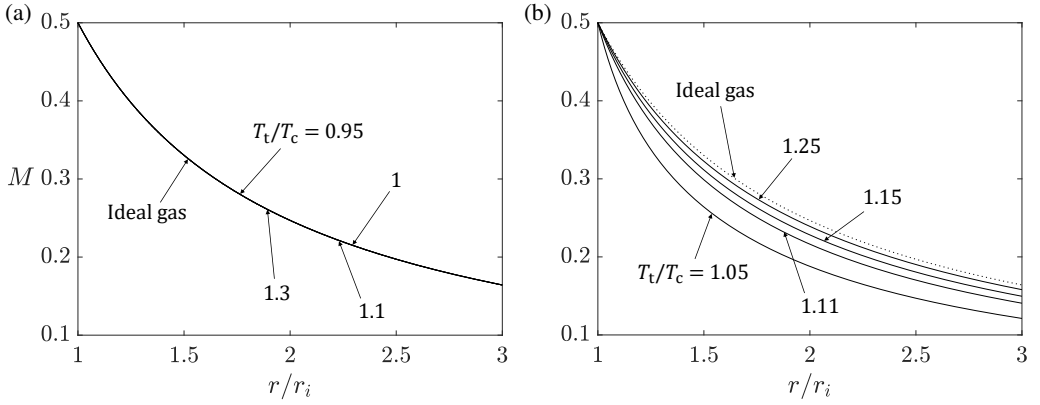 (a)
0.5
0.4
M 0.3
0.2
0.1
T_t/T_c = 0.95
1
Ideal gas
1.3
1.1
1 1.5 2 2.5 3
r/r_i
(b)
0.5
0.4
0.3
0.2
0.1
Ideal gas
1.25
1.15
T_t/T_c = 1.05
1.11
1 1.5 2 2.5 3
r/r_i